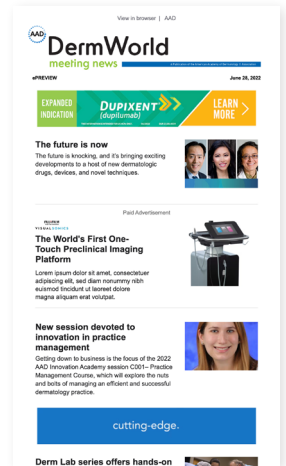 View in browser | AAD
AAD
DermWorld
meeting news
ePREVIEW
June 28, 2022
EXPANDED
INDICATION
DUPIXENT
(dupilumab)
LEARN
MORE
The future is now
The future is knocking, and it's bringing exciting
developments to a host of new dermatologic
drugs, devices, and novel techniques.
Paid Advertisement
FUJIFILM
VISUALSONICS
The World's First One-
Touch Preclinical Imaging
Platform
Lorem ipsum dolor sit amet, consectetuer
adipiscing elit, sed diam nonummy nibh
euismod tincidunt ut laoreet dolore
magna aliquam erat volutpat.
New session devoted to
innovation in practice
management
Getting down to business is the focus of the 2022
AAD Innovation Academy session C001– Practice
Management Course, which will explore the nuts
and bolts of managing an efficient and successful
dermatology practice.
cutting-edge.
Derm Lab series offers hands-on